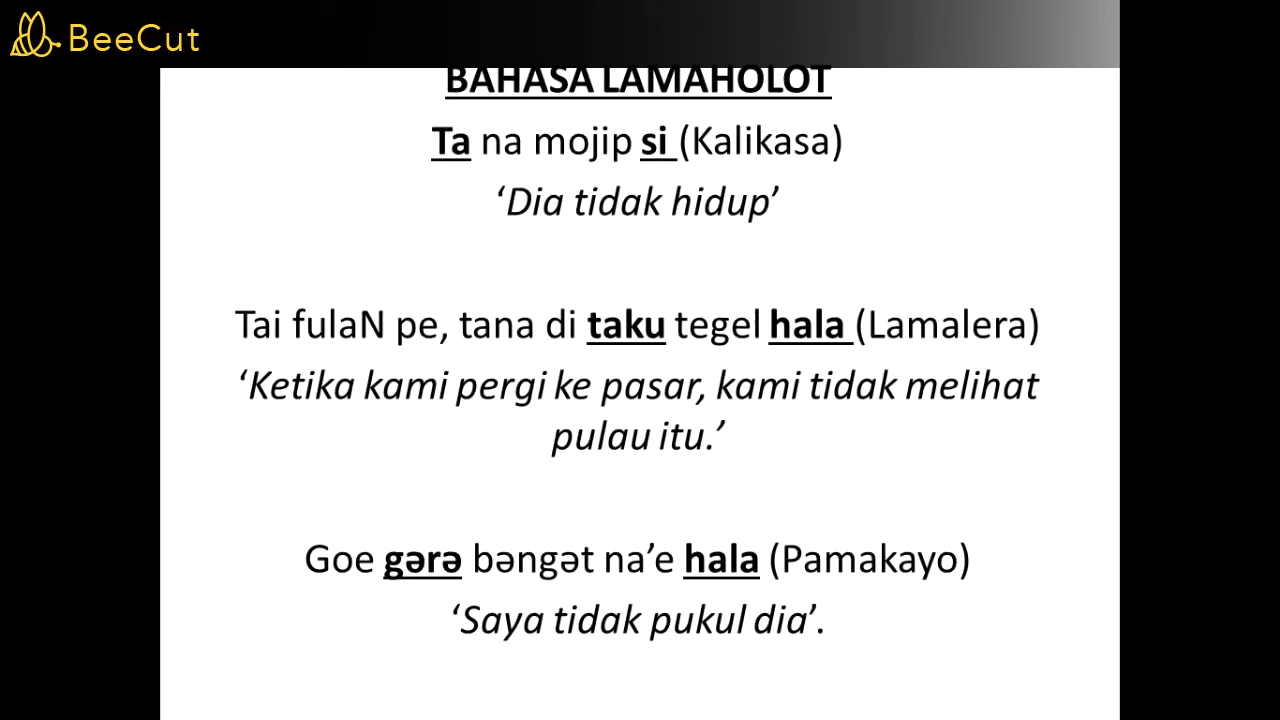 BeeCut
BAHASA LAMAHOLOT
Ta na mojip si (Kalikasa)
‘Dia tidak hidup’
Tai fulaN pe, tana di taku tegel hala (Lamalera)
‘Ketika kami pergi ke pasar, kami tidak melihat
pulau itu.’
Goe gərə bəngət na’e hala (Pamakayo)
‘Saya tidak pukul dia’.